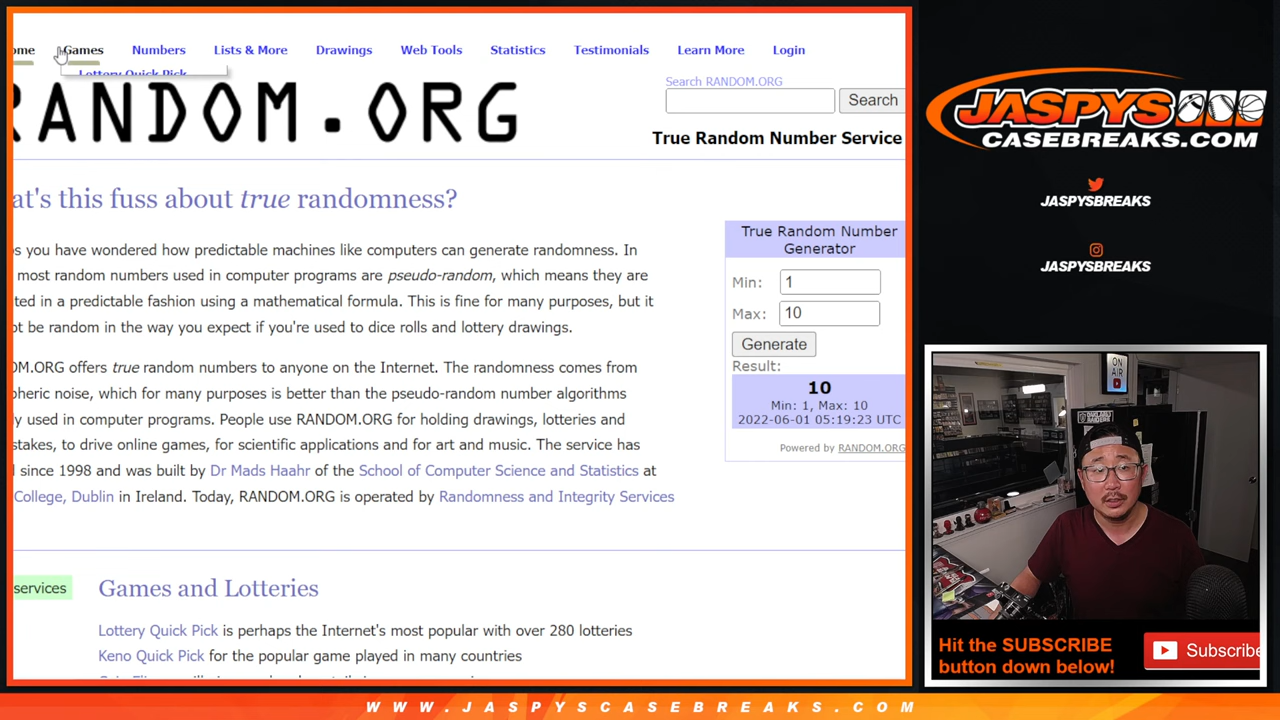 ome Games Numbers Lists & More Drawings Web Tools Statistics Testimonials Learn More Login
Lottery Quick Pick
RANDOM.ORG
Search RANDOM.ORG
Search
True Random Number Service
at's this fuss about true randomness?
s you have wondered how predictable machines like computers can generate randomness. In
most random numbers used in computer programs are pseudo-random, which means they are
ted in a predictable fashion using a mathematical formula. This is fine for many purposes, but it
ot be random in the way you expect if you're used to dice rolls and lottery drawings.
OM.ORG offers true random numbers to anyone on the Internet. The randomness comes from
pheric noise, which for many purposes is better than the pseudo-random number algorithms
y used in computer programs. People use RANDOM.ORG for holding drawings, lotteries and
stakes, to drive online games, for scientific applications and for art and music. The service has
d since 1998 and was built by Dr Mads Haahr of the School of Computer Science and Statistics at
College, Dublin in Ireland. Today, RANDOM.ORG is operated by Randomness and Integrity Services
True Random Number
Generator
Min: 1
Max: 10
Generate
Result:
10
Min: 1, Max: 10
2022-06-01 05:19:23 UTC
Powered by RANDOM.ORG
services
Games and Lotteries
Lottery Quick Pick is perhaps the Internet's most popular with over 280 lotteries
Keno Quick Pick for the popular game played in many countries
JASPYS
CASEBREAKS.COM
JASPYSBREAKS
JASPYSBREAKS
ON
AIR
Hit the SUBSCRIBE
button down below!
Subscribe
WWW.JASPYSCASEBREAKS.COM